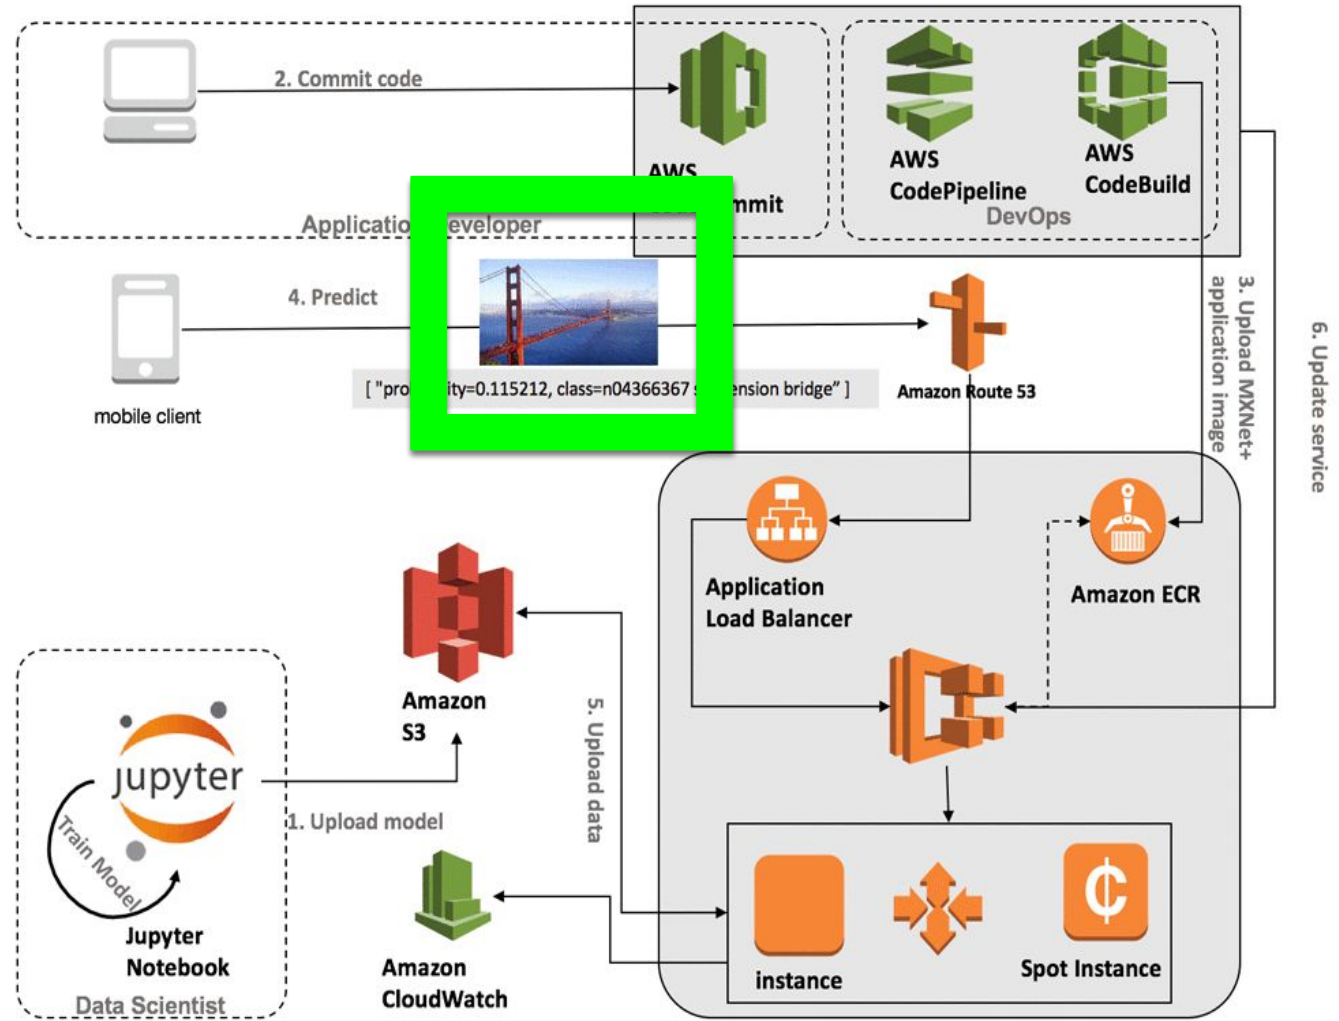 2. Commit code
AWS
mmit
AWS
CodePipeline
AWS
CodeBuild
DevOps
Application Developer
4. Predict
mobile client
[ "pro ity=0.115212, class=n04366367 s ension bridge" ]
Amazon Route 53
3. Upload MXNet+
application image
6. Update service
Application
Load Balancer
Amazon ECR
Amazon
S3
5. Upload data
jupyter
Train Model
1. Upload model
Jupyter
Notebook
Data Scientist
Amazon
CloudWatch
instance
Spot Instance
¢